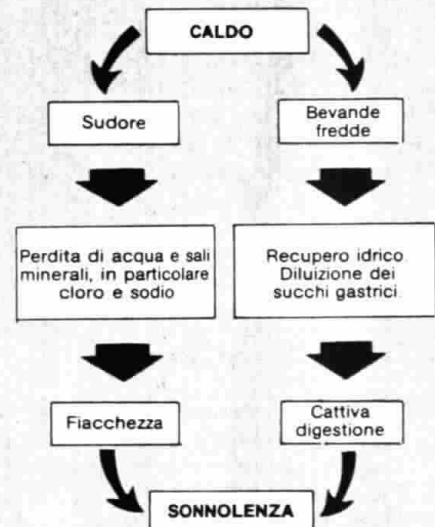 CALDO
Sudore
Bevande
fredde
Perdita di acqua e sali
minerali, in particolare
cloro e sodio
Recupero idrico
Diluizione dei
succhi gastrici
Fiacchezza
Cattiva
digestione
SONNOLENZA